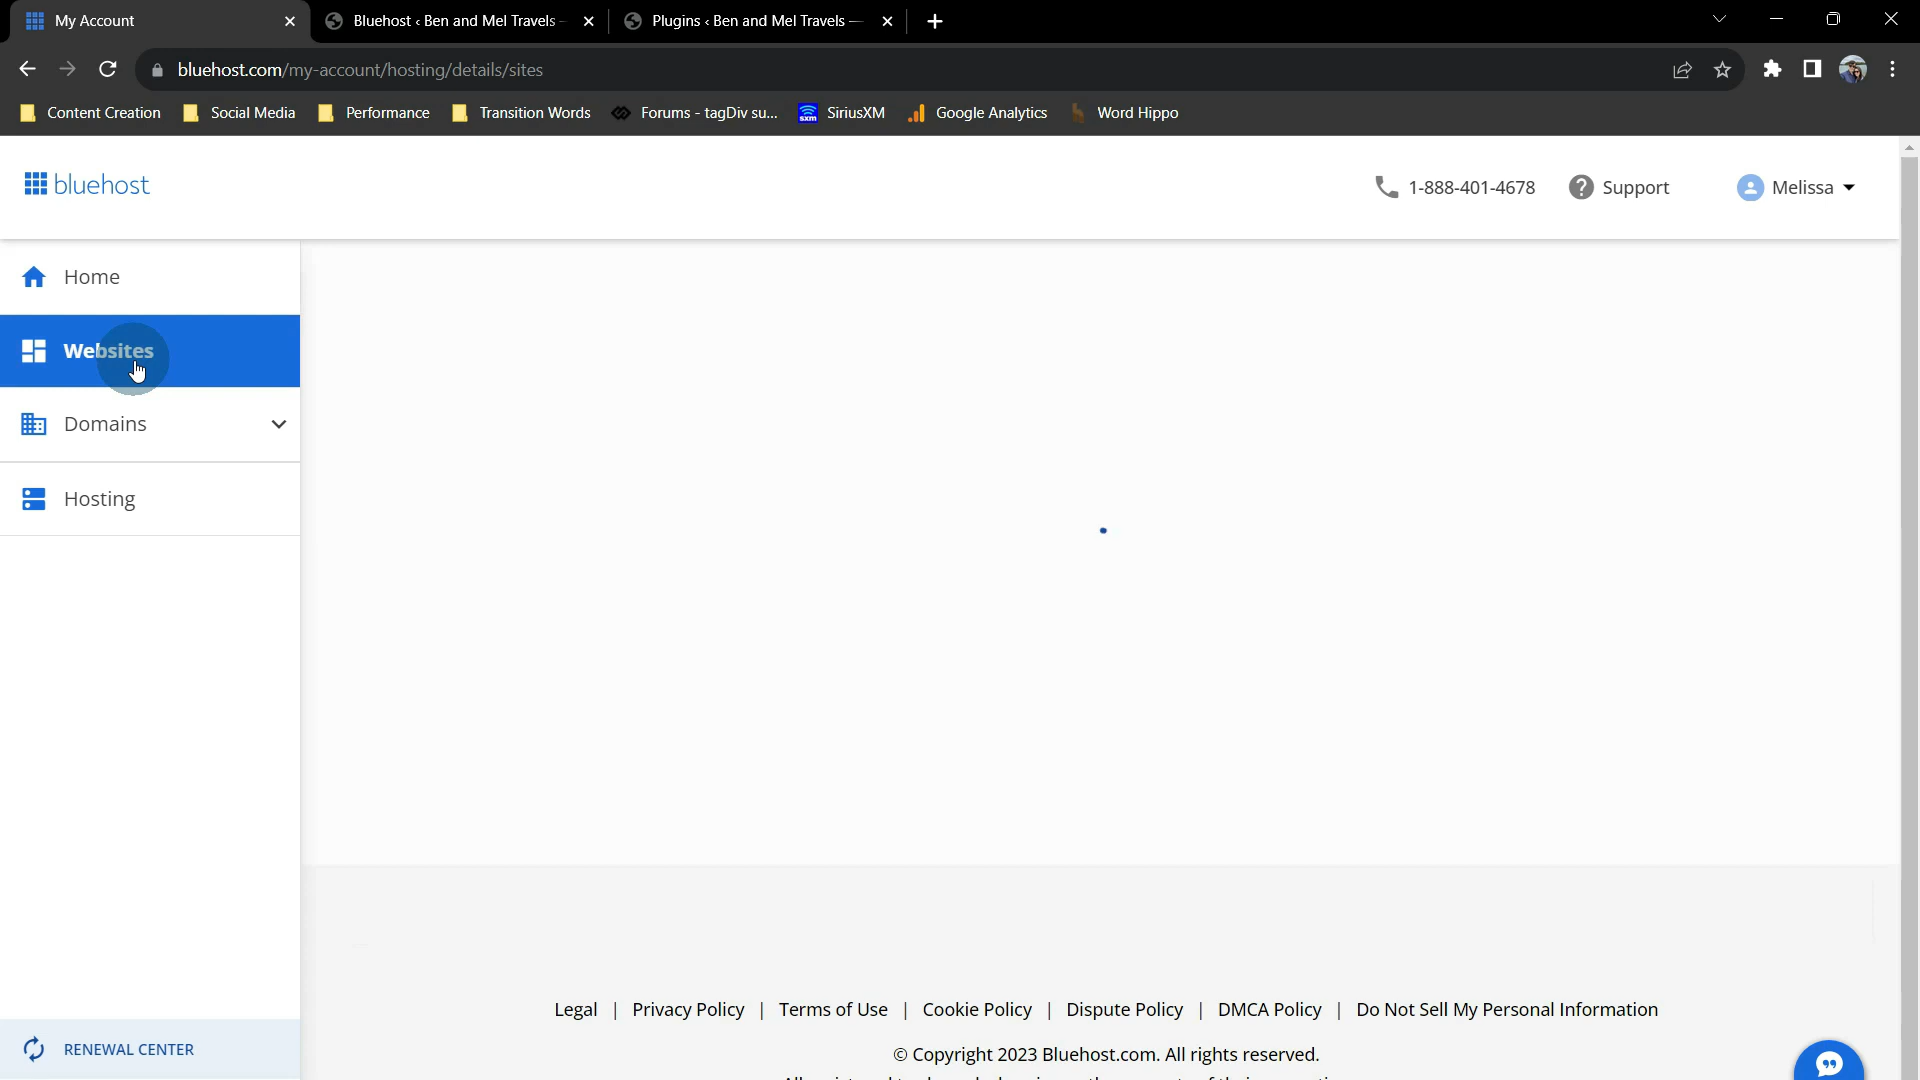 My Account
Bluehost ‹ Ben and Mel Travels –
Plugins ‹ Ben and Mel Travels —
bluehost.com/my-account/hosting/details/sites
Content Creation
Social Media
Performance
Transition Words
Forums - tagDiv su...
SiriusXM
Google Analytics
Word Hippo
bluehost
1-888-401-4678
Support
Melissa
Home
Websites
Domains
Hosting
RENEWAL CENTER
Legal | Privacy Policy | Terms of Use | Cookie Policy | Dispute Policy | DMCA Policy | Do Not Sell My Personal Information
© Copyright 2023 Bluehost.com. All rights reserved.